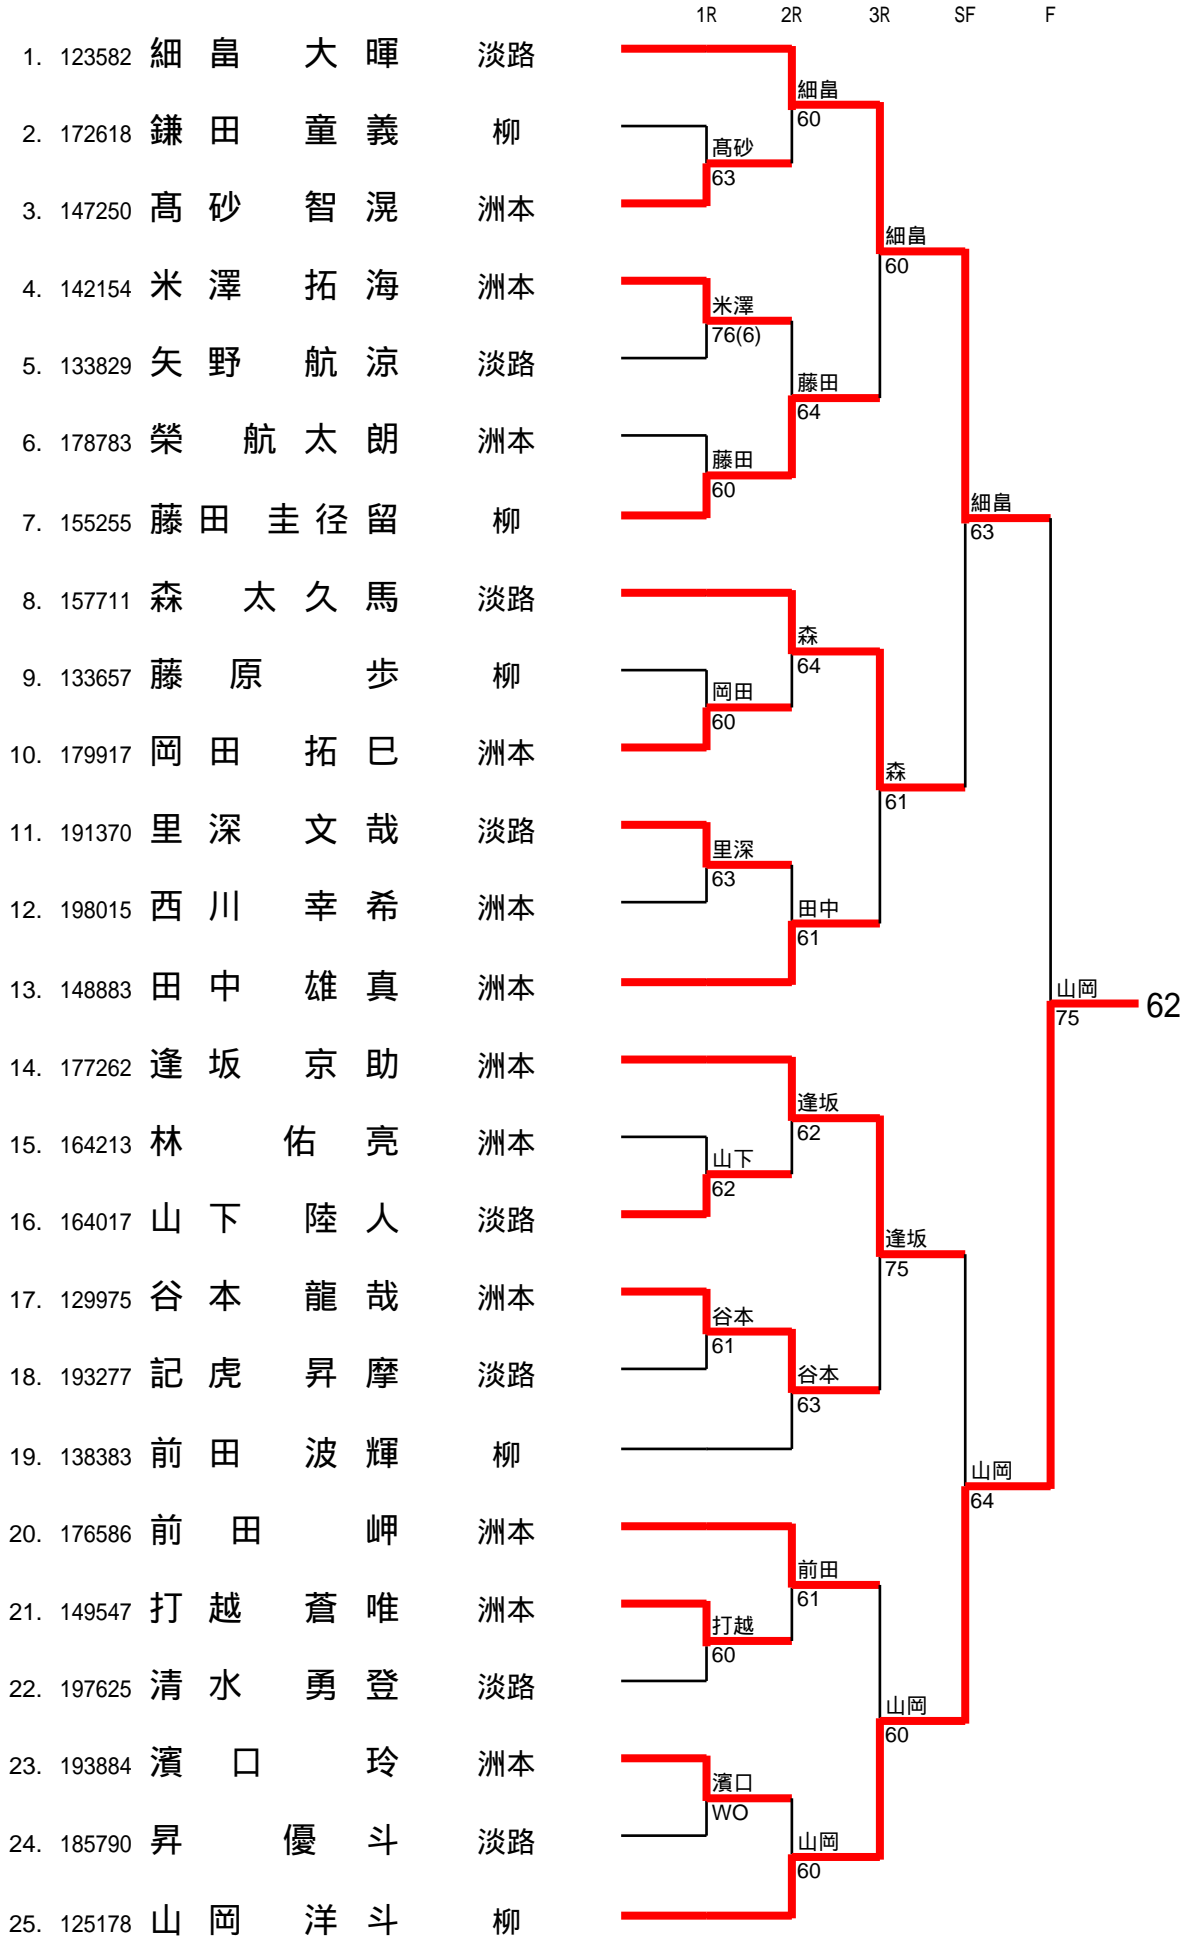 1R 2R 3R SF F
1. 123582 細畠 大暉 淡路
細畠
60
2. 172618 鎌田 童義 柳
髙砂
63
3. 147250 髙砂 智滉 洲本
細畠
60
4. 142154 米澤 拓海 洲本
米澤
76(6)
5. 133829 矢野 航涼 淡路
藤田
64
6. 178783 榮 航太朗 洲本
藤田
60
7. 155255 藤田 圭径留 柳
細畠
63
8. 157711 森 太久馬 淡路
森
64
9. 133657 藤原 歩 柳
岡田
60
10. 179917 岡田 拓巳 洲本
森
61
11. 191370 里深 文哉 淡路
里深
63
12. 198015 西川 幸希 洲本
田中
61
13. 148883 田中 雄真 洲本
山岡
75 62
14. 177262 逢坂 京助 洲本
逢坂
62
15. 164213 林 佑亮 洲本
山下
62
16. 164017 山下 陸人 淡路
逢坂
75
17. 129975 谷本 龍哉 洲本
谷本
61
18. 193277 記虎 昇摩 淡路
谷本
63
19. 138383 前田 波輝 柳
山岡
64
20. 176586 前田 岬 洲本
前田
61
21. 149547 打越 蒼唯 洲本
打越
60
22. 197625 清水 勇登 淡路
山岡
60
23. 193884 濱口 玲 洲本
濱口
WO
24. 185790 昇 優斗 淡路
山岡
60
25. 125178 山岡 洋斗 柳